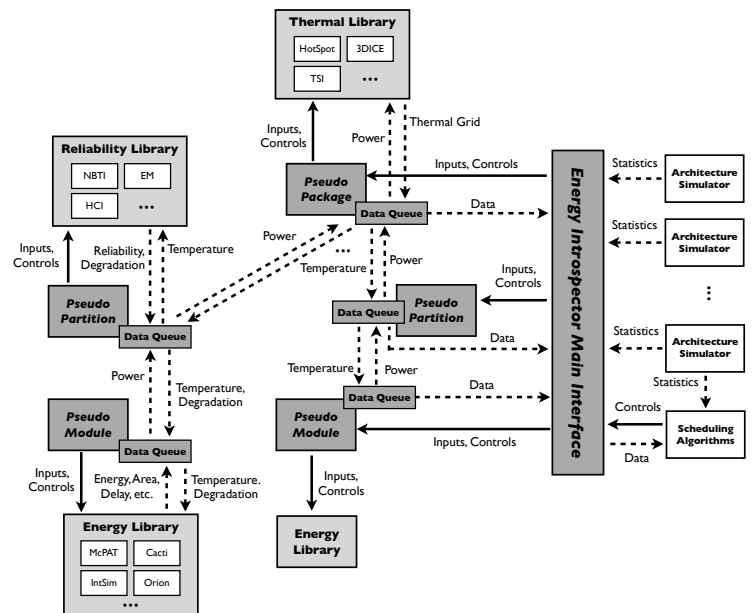 Thermal Library
HotSpot
3DICE
TSI
...
Inputs,
Controls
Power
Thermal Grid
Reliability Library
NBTI
EM
HCI
...
Pseudo
Package
Inputs, Controls
Statistics
Architecture
Simulator
Data Queue
Data
Inputs,
Controls
Reliability,
Degradation
Temperature
Power
...
Temperature
Power
Statistics
Architecture
Simulator
...
Pseudo
Partition
Data Queue
Data Queue
Pseudo
Partition
Inputs,
Controls
Energy Introspector Main Interface
Data
Statistics
Architecture
Simulator
Power
Temperature,
Degradation
Temperature
Power
Data Queue
Data
Statistics
Pseudo
Module
Data Queue
Pseudo
Module
Inputs, Controls
Controls
Scheduling
Algorithms
Data
Inputs,
Controls
Energy, Area,
Delay, etc.
Temperature.
Degradation
Inputs,
Controls
Energy Library
McPAT
Cacti
IntSim
Orion
...
Energy
Library